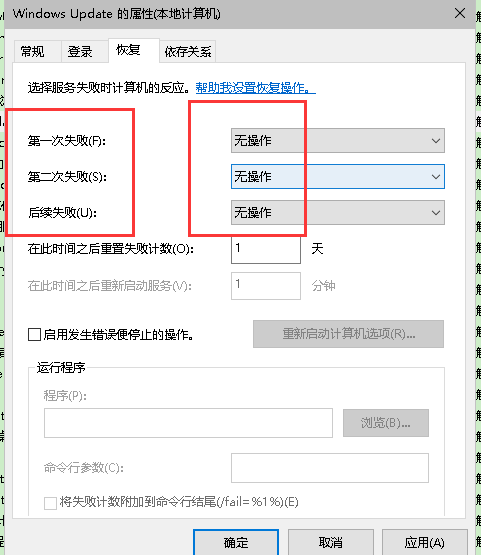 Windows Update 的属性(本地计算机)
常规 登录 恢复 依存关系
选择服务失败时计算机的反应。帮助我设置恢复操作。
第一次失败(F): 无操作
第二次失败(S): 无操作
后续失败(U): 无操作
在此时间之后重置失败计数(O): 1 天
在此时间之后重新启动服务(V): 1 分钟
启用发生错误便停止的操作。 重新启动计算机选项(R)...
运行程序
程序(P):
浏览(B)...
命令行参数(C):
将失败计数附加到命令行结尾(/fail=%1%)(E)
确定 取消 应用(A)